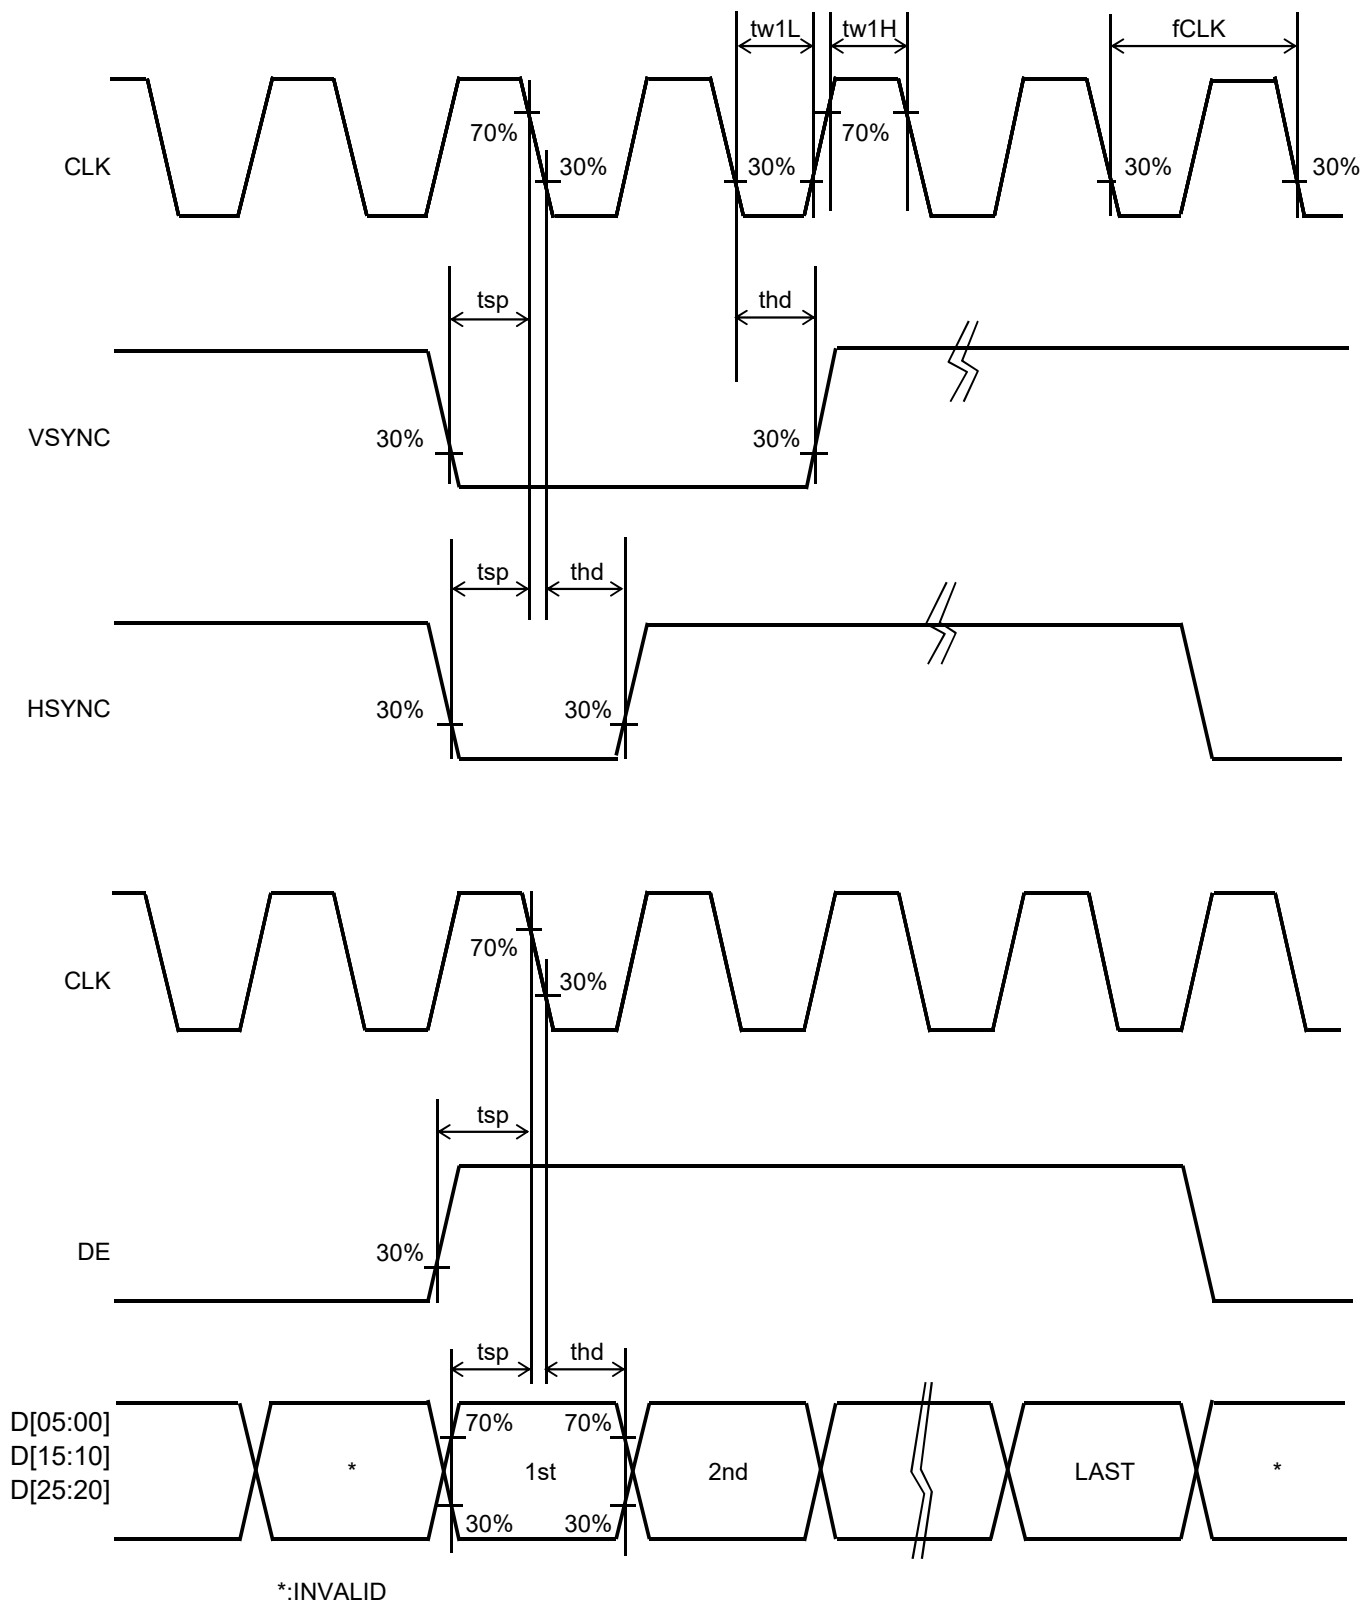 tw1L tw1H fCLK
70%
70%
CLK 30% 30% 30% 30%
tsp thd
VSYNC 30% 30%
tsp thd
HSYNC 30% 30%
70%
CLK 30%
tsp
DE 30%
tsp thd
D[05:00] 70% 70%
D[15:10] * 1st 2nd LAST *
D[25:20]
30% 30%
*:INVALID